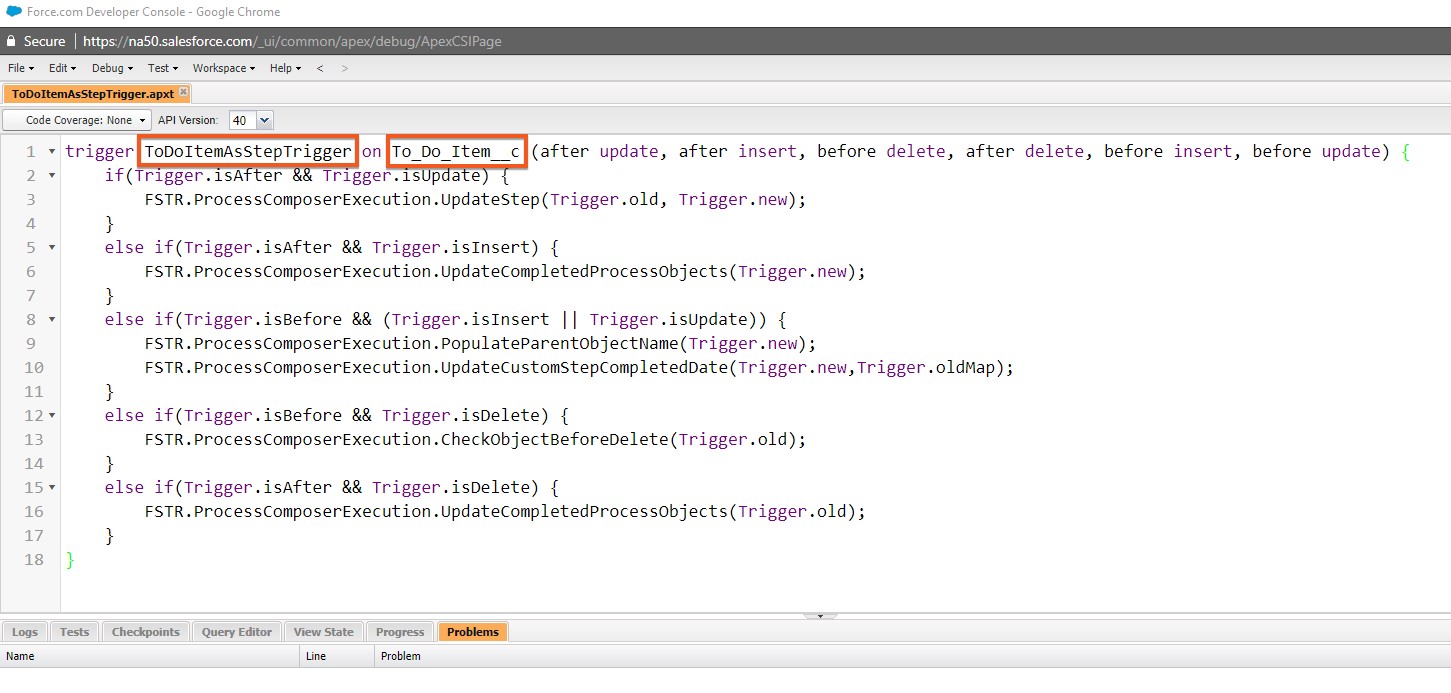 Force.com Developer Console - Google Chrome
Secure https://na50.salesforce.com/_ui/common/apex/debug/ApexCSIPage
File Edit Debug Test Workspace Help < >
ToDoItemAsStepTrigger.apxt
Code Coverage: None API Version: 40
1 trigger ToDoItemAsStepTrigger on To_Do_Item__c (after update, after insert, before delete, after delete, before insert, before update) {
2 if(Trigger.isAfter && Trigger.isUpdate) {
3 FSTR.ProcessComposerExecution.UpdateStep(Trigger.old, Trigger.new);
4 }
5 else if(Trigger.isAfter && Trigger.isInsert) {
6 FSTR.ProcessComposerExecution.UpdateCompletedProcessObjects(Trigger.new);
7 }
8 else if(Trigger.isBefore && (Trigger.isInsert || Trigger.isUpdate)) {
9 FSTR.ProcessComposerExecution.PopulateParentObjectName(Trigger.new);
10 FSTR.ProcessComposerExecution.UpdateCustomStepCompletedDate(Trigger.new,Trigger.oldMap);
11 }
12 else if(Trigger.isBefore && Trigger.isDelete) {
13 FSTR.ProcessComposerExecution.CheckObjectBeforeDelete(Trigger.old);
14 }
15 else if(Trigger.isAfter && Trigger.isDelete) {
16 FSTR.ProcessComposerExecution.UpdateCompletedProcessObjects(Trigger.old);
17 }
18 }
Logs Tests Checkpoints Query Editor View State Progress Problems
Name Line Problem